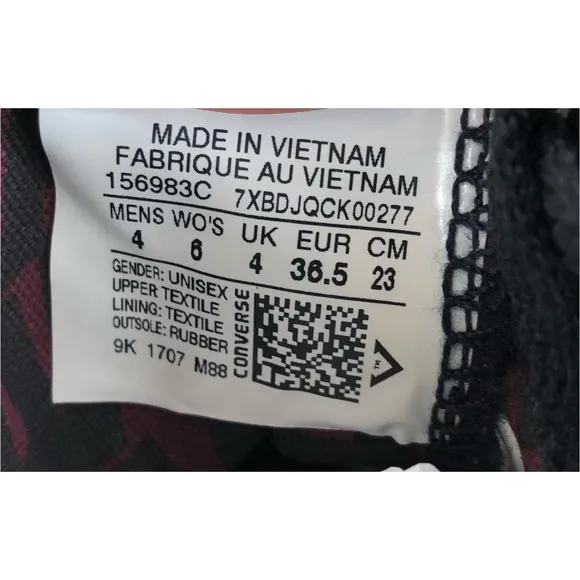 MADE IN VIETNAM
FABRIQUE AU VIETNAM
156983C 7XBDJQCK00277
MENS WO'S UK EUR CM
4 6 4 36.5 23
GENDER: UNISEX
UPPER TEXTILE
LINING: TEXTILE
OUTSOLE: RUBBER
9K 1707 M88
CONVERSE